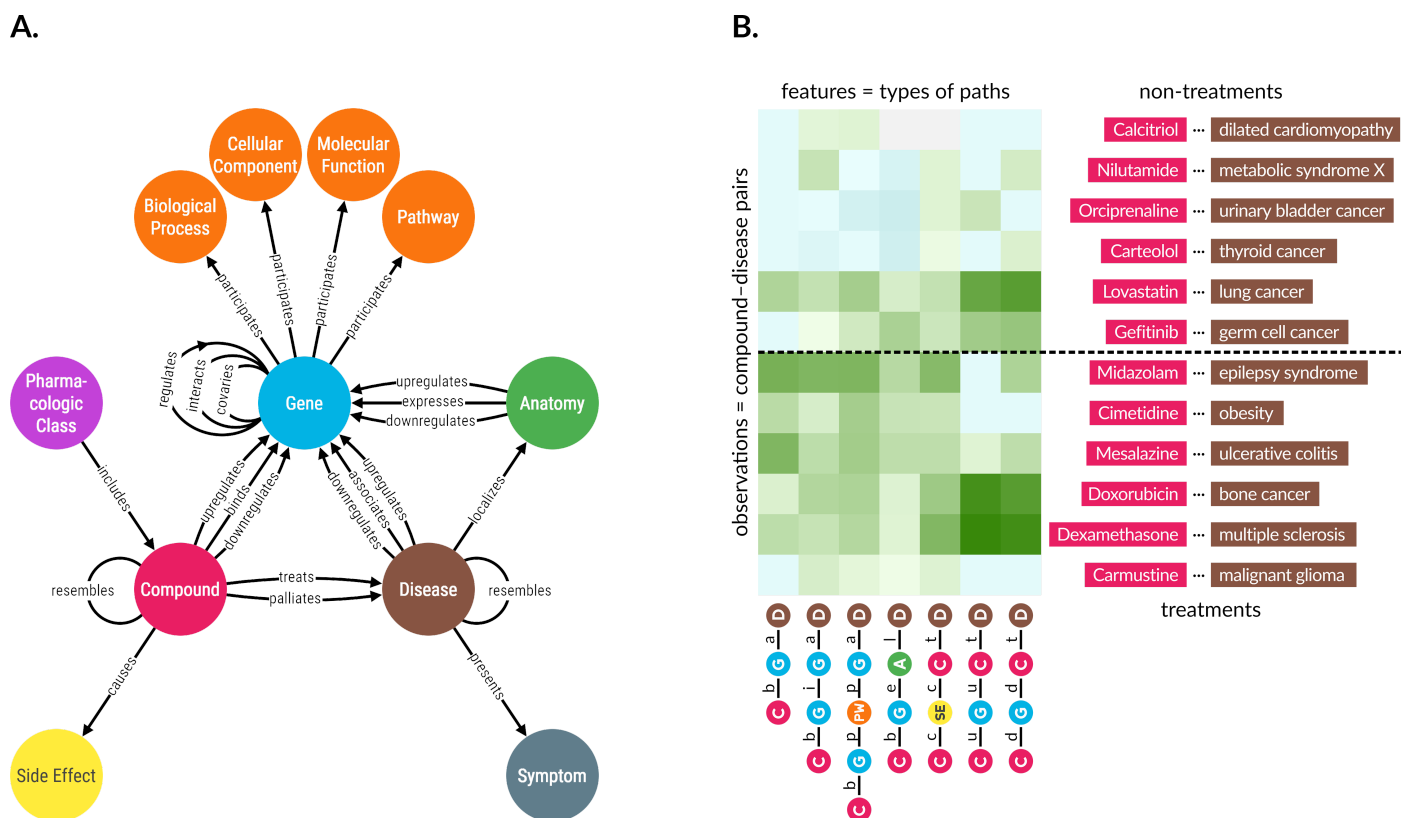 A.
Cellular
Component
Molecular
Function
Biological
Process
Pathway
participates
participates
participates
participates
regulates
interacts
covaries
Pharma-
cologic
Class
Gene
upregulates
expresses
downregulates
Anatomy
includes
upregulates
binds
downregulates
upregulates
associates
downregulates
localizes
resembles
Compound
treats
palliates
Disease
resembles
causes
presents
Side Effect
Symptom
B.
features = types of paths
non-treatments
observations = compound–disease pairs
Calcitriol ··· dilated cardiomyopathy
Nilutamide ··· metabolic syndrome X
Orciprenaline ··· urinary bladder cancer
Carteolol ··· thyroid cancer
Lovastatin ··· lung cancer
Gefitinib ··· germ cell cancer
Midazolam ··· epilepsy syndrome
Cimetidine ··· obesity
Mesalazine ··· ulcerative colitis
Doxorubicin ··· bone cancer
Dexamethasone ··· multiple sclerosis
Carmustine ··· malignant glioma
treatments
C b G a D
C b G i G a D
C b G p PW p G a D
C b G e A l D
C c SE c C t D
C u G u C t D
C d G d C t D